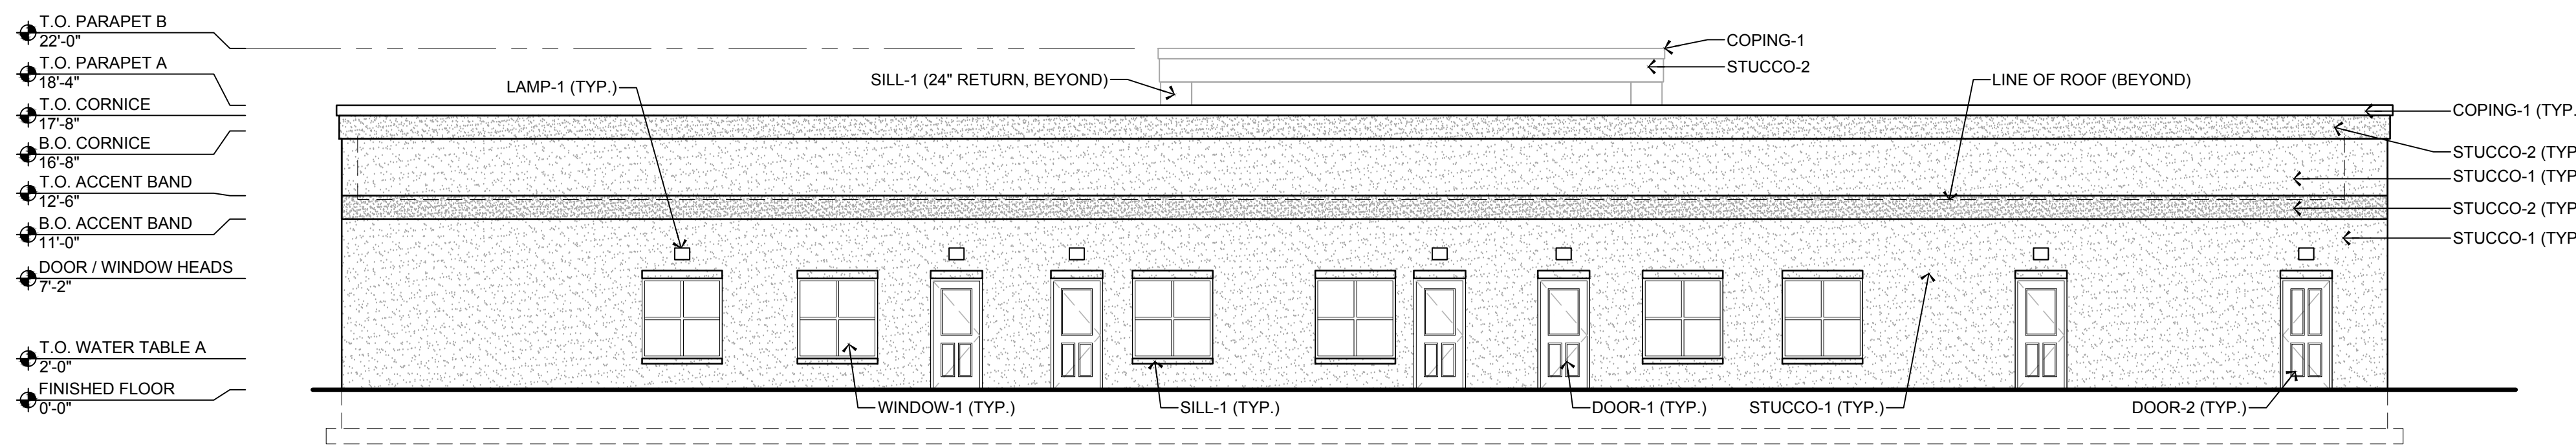 T.O. PARAPET B
22'-0"
T.O. PARAPET A
18'-4"
T.O. CORNICE
17'-8"
B.O. CORNICE
16'-8"
T.O. ACCENT BAND
12'-6"
B.O. ACCENT BAND
11'-0"
DOOR / WINDOW HEADS
7'-2"
T.O. WATER TABLE A
2'-0"
FINISHED FLOOR
0'-0"
LAMP-1 (TYP.)
SILL-1 (24" RETURN, BEYOND)
COPING-1
STUCCO-2
LINE OF ROOF (BEYOND)
COPING-1 (TYP.
STUCCO-2 (TYP
STUCCO-1 (TYP
STUCCO-2 (TYP
STUCCO-1 (TYP
WINDOW-1 (TYP.)
SILL-1 (TYP.)
DOOR-1 (TYP.)
STUCCO-1 (TYP.)
DOOR-2 (TYP.)